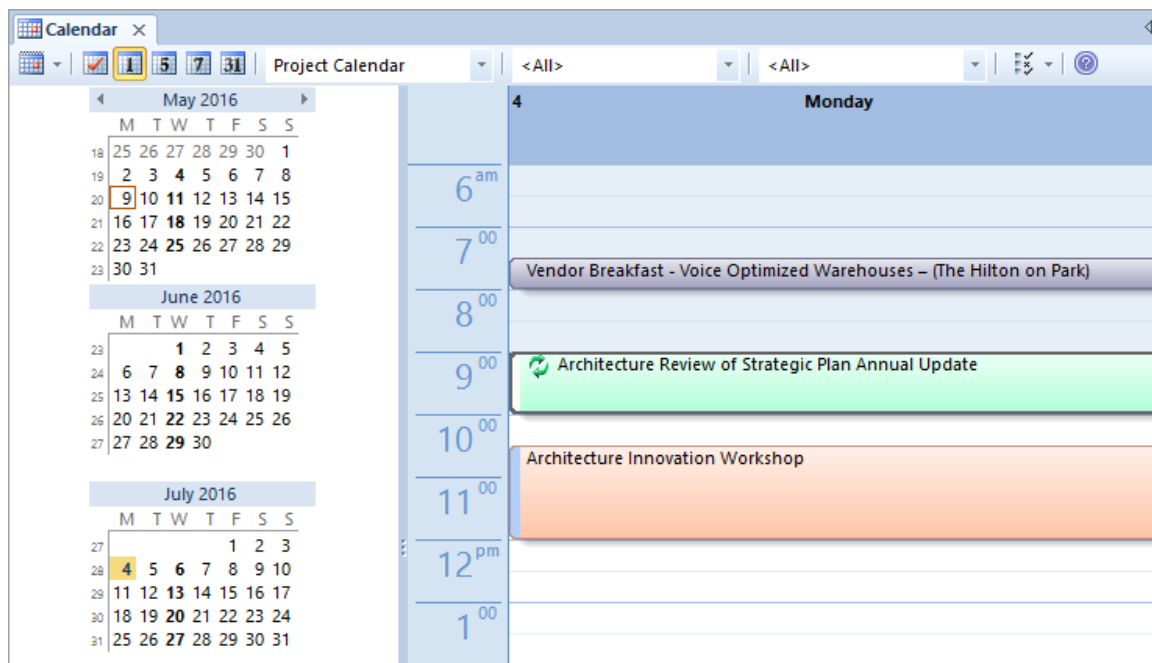 Calendar
1 5 7 31 Project Calendar <All> <All>
May 2016
M T W T F S S
18 25 26 27 28 29 30 1
19 2 3 4 5 6 7 8
20 9 10 11 12 13 14 15
21 16 17 18 19 20 21 22
22 23 24 25 26 27 28 29
23 30 31
June 2016
M T W T F S S
23 1 2 3 4 5
24 6 7 8 9 10 11 12
25 13 14 15 16 17 18 19
26 20 21 22 23 24 25 26
27 27 28 29 30
July 2016
M T W T F S S
27 1 2 3
28 4 5 6 7 8 9 10
29 11 12 13 14 15 16 17
30 18 19 20 21 22 23 24
31 25 26 27 28 29 30 31
4 Monday
6 am
7 00
Vendor Breakfast - Voice Optimized Warehouses – (The Hilton on Park)
8 00
9 00
Architecture Review of Strategic Plan Annual Update
10 00
Architecture Innovation Workshop
11 00
12 pm
1 00